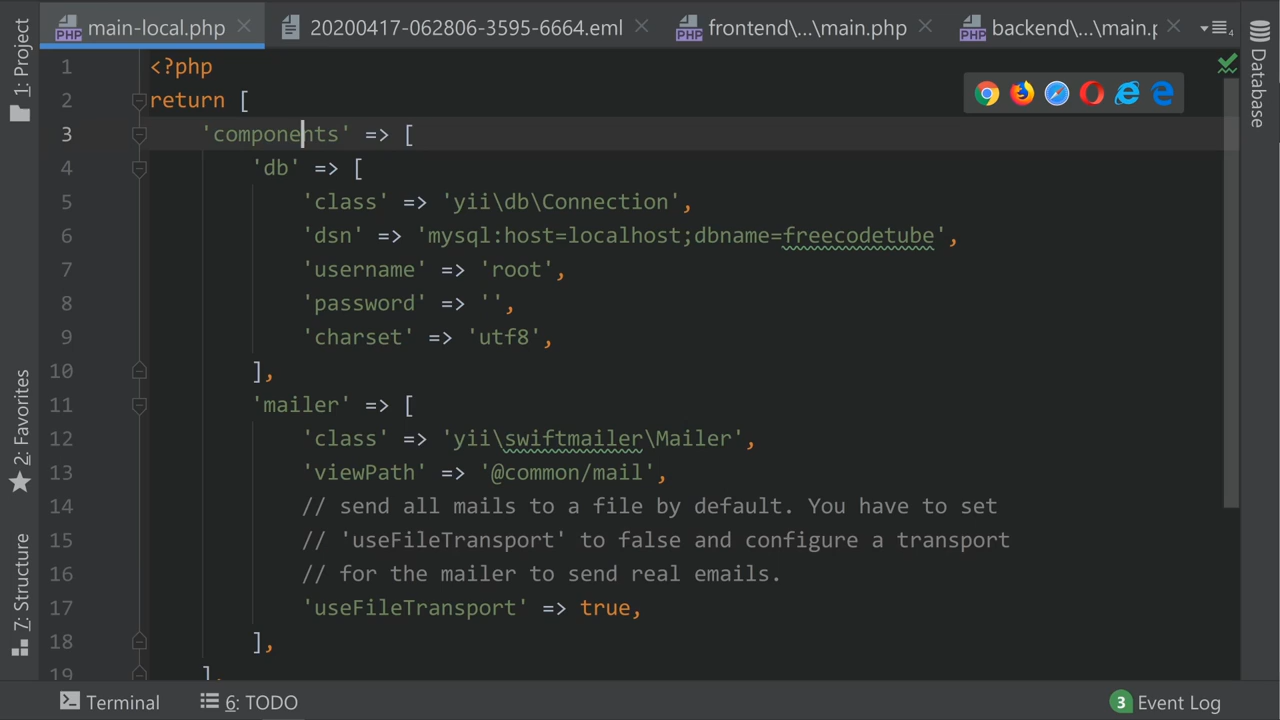 main-local.php
20200417-062806-3595-6664.eml
frontend\...\main.php
backend\...\main.p
4
1: Project
2: Favorites
7: Structure
Database
1 <?php
2 return [
3 'components' => [
4 'db' => [
5 'class' => 'yii\db\Connection',
6 'dsn' => 'mysql:host=localhost;dbname=freecodetube',
7 'username' => 'root',
8 'password' => '',
9 'charset' => 'utf8',
10 ],
11 'mailer' => [
12 'class' => 'yii\swiftmailer\Mailer',
13 'viewPath' => '@common/mail',
14 // send all mails to a file by default. You have to set
15 // 'useFileTransport' to false and configure a transport
16 // for the mailer to send real emails.
17 'useFileTransport' => true,
18 ],
19 ],
Terminal
6: TODO
3 Event Log